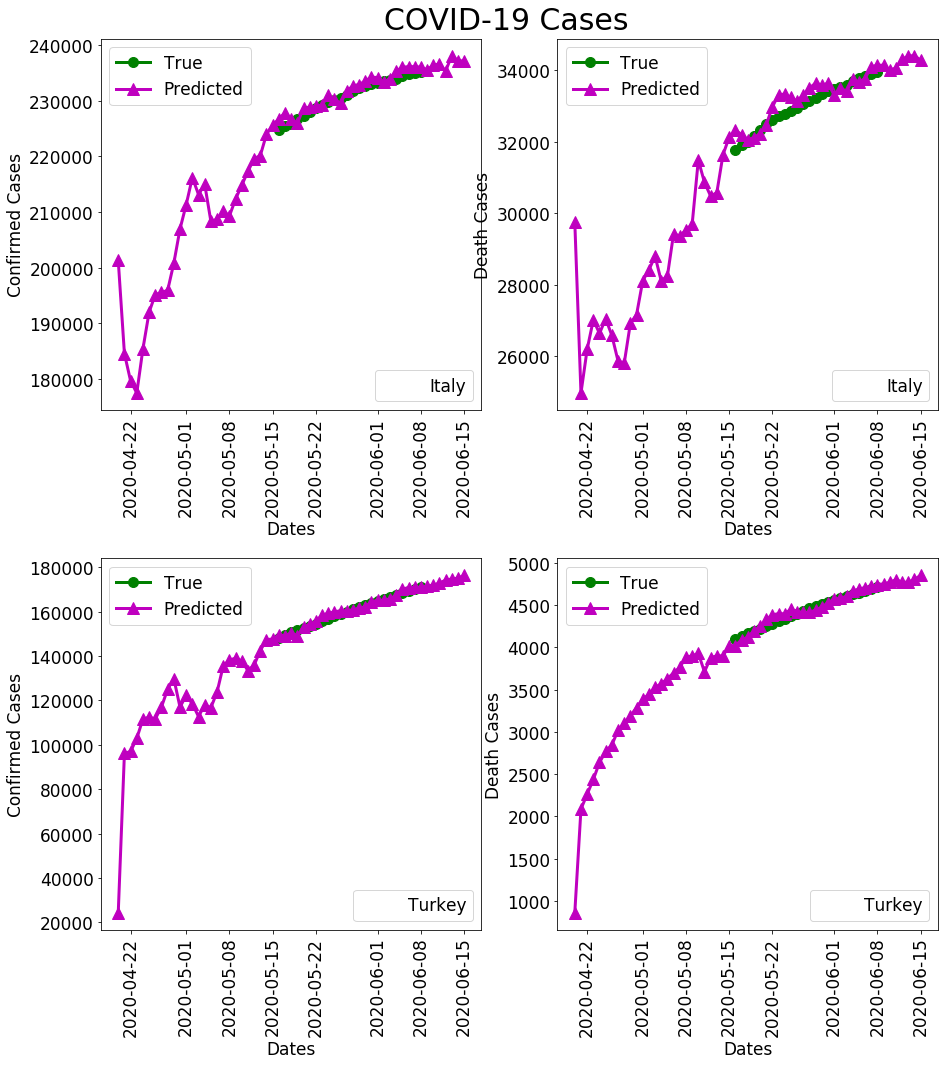 COVID-19 Cases
True
Predicted
240000
230000
220000
210000
200000
190000
180000
Confirmed Cases
Italy
2020-04-22
2020-05-01
2020-05-08
2020-05-15
2020-05-22
2020-06-01
2020-06-08
2020-06-15
Dates
True
Predicted
34000
32000
30000
28000
26000
Death Cases
Italy
2020-04-22
2020-05-01
2020-05-08
2020-05-15
2020-05-22
2020-06-01
2020-06-08
2020-06-15
Dates
True
Predicted
180000
160000
140000
120000
100000
80000
60000
40000
20000
Confirmed Cases
Turkey
2020-04-22
2020-05-01
2020-05-08
2020-05-15
2020-05-22
2020-06-01
2020-06-08
2020-06-15
Dates
True
Predicted
5000
4500
4000
3500
3000
2500
2000
1500
1000
Death Cases
Turkey
2020-04-22
2020-05-01
2020-05-08
2020-05-15
2020-05-22
2020-06-01
2020-06-08
2020-06-15
Dates